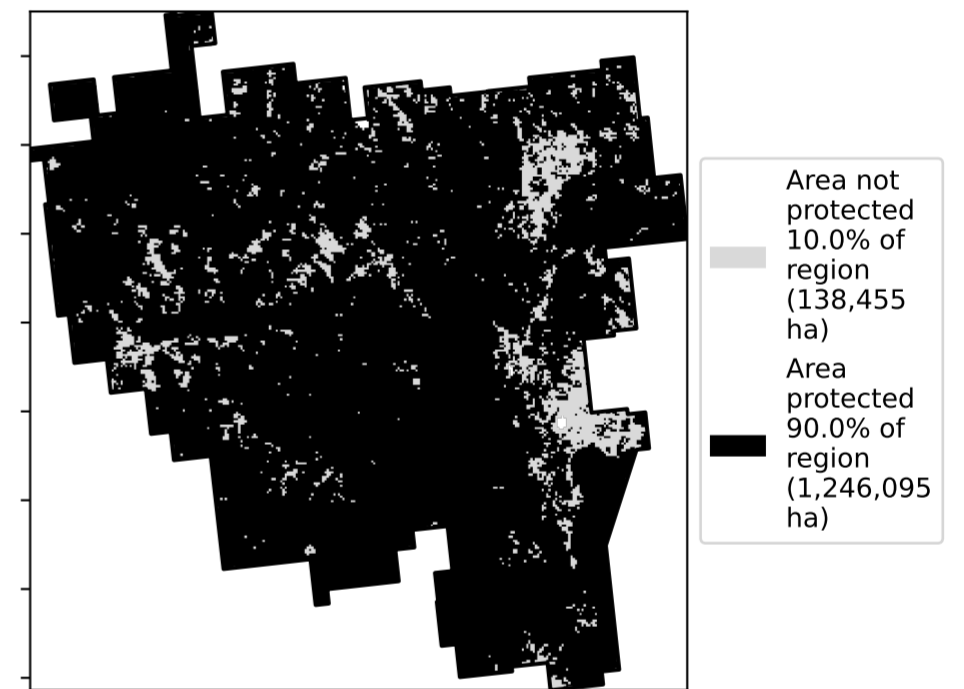 Area not
protected
10.0% of
region
(138,455
ha)
Area
protected
90.0% of
region
(1,246,095
ha)